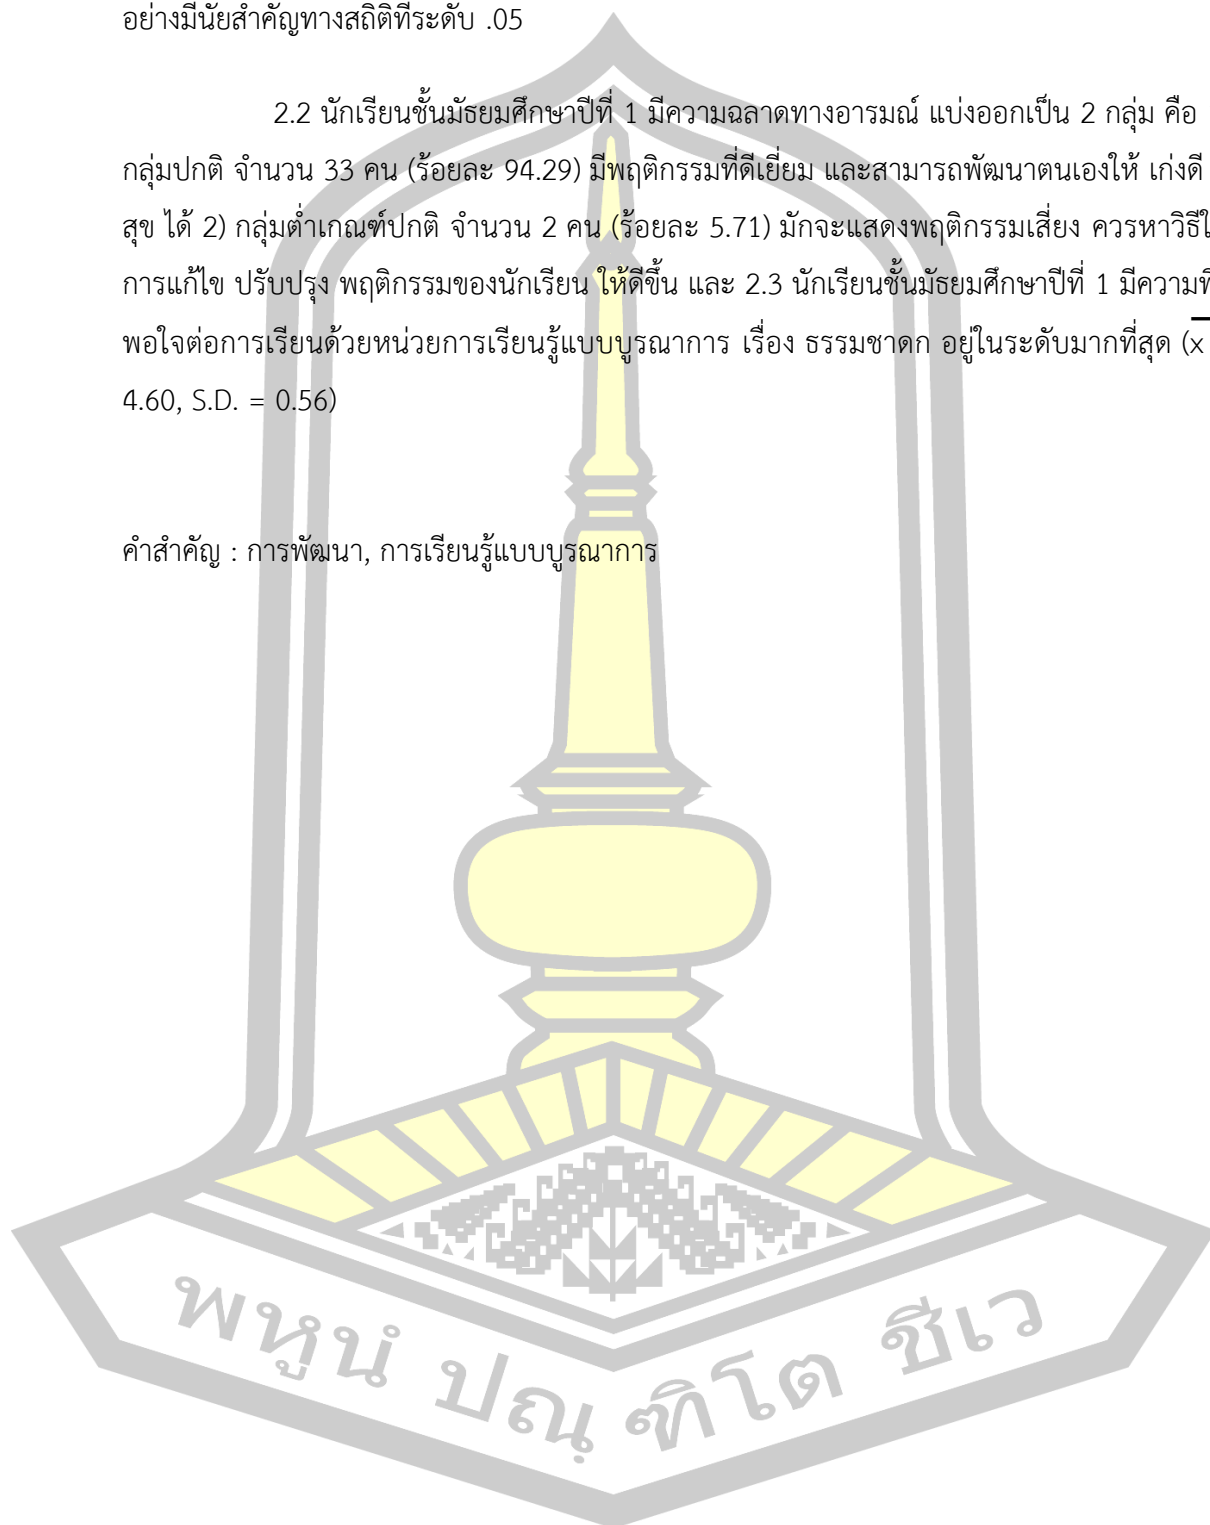 อย่างมีนัยสำคัญทางสถิติที่ระดับ .05
2.2 นักเรียนชั้นมัธยมศึกษาปีที่ 1 มีความฉลาดทางอารมณ์ แบ่งออกเป็น 2 กลุ่ม คือ
กลุ่มปกติ จำนวน 33 คน (ร้อยละ 94.29) มีพฤติกรรมที่ดีเยี่ยม และสามารถพัฒนาตนเองให้ เก่งดี
สุข ได้ 2) กลุ่มต่ำเกณฑ์ปกติ จำนวน 2 คน (ร้อยละ 5.71) มักจะแสดงพฤติกรรมเสี่ยง ควรหาวิธี
การแก้ไข ปรับปรุง พฤติกรรมของนักเรียน ให้ดีขึ้น และ 2.3 นักเรียนชั้นมัธยมศึกษาปีที่ 1 มีความ
พอใจต่อการเรียนด้วยหน่วยการเรียนรู้แบบบูรณาการ เรื่อง ธรรมชาดก อยู่ในระดับมากที่สุด (x̅
4.60, S.D. = 0.56)
คำสำคัญ : การพัฒนา, การเรียนรู้แบบบูรณาการ
พหูนํ ปณฺฑิโต ชีเว